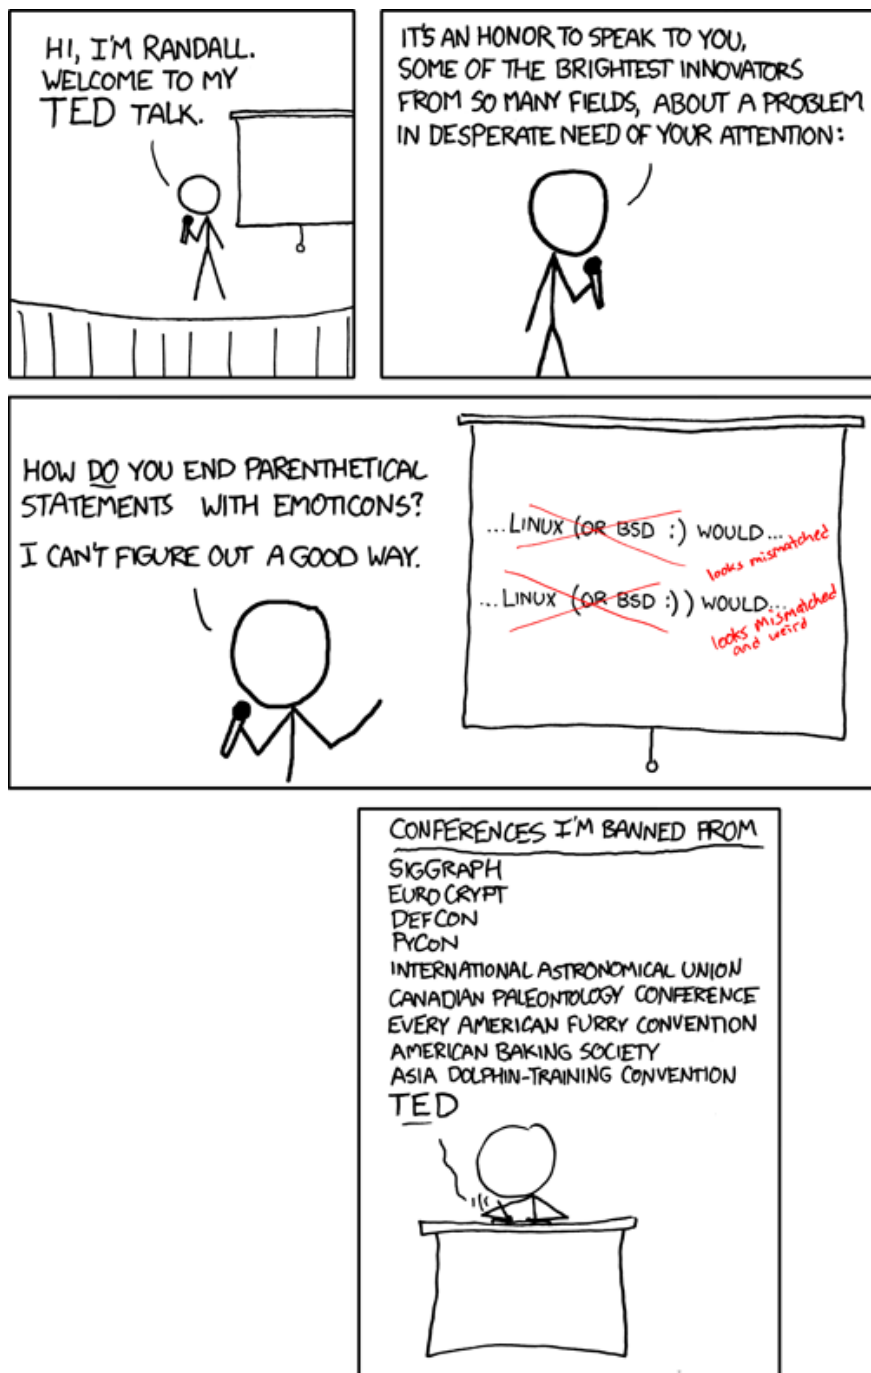 HI, I'M RANDALL.
WELCOME TO MY
TED TALK.
IT'S AN HONOR TO SPEAK TO YOU,
SOME OF THE BRIGHTEST INNOVATORS
FROM SO MANY FIELDS, ABOUT A PROBLEM
IN DESPERATE NEED OF YOUR ATTENTION:
HOW DO YOU END PARENTHETICAL
STATEMENTS WITH EMOTICONS?
I CAN'T FIGURE OUT A GOOD WAY.
...LINUX (OR BSD :) WOULD...
looks mismatched
...LINUX (OR BSD :)) WOULD...
looks mismatched
and weird
CONFERENCES I'M BANNED FROM
SIGGRAPH
EUROCRYPT
DEFCON
PYCON
INTERNATIONAL ASTRONOMICAL UNION
CANADIAN PALEONTOLOGY CONFERENCE
EVERY AMERICAN FURRY CONVENTION
AMERICAN BAKING SOCIETY
ASIA DOLPHIN-TRAINING CONVENTION
TED